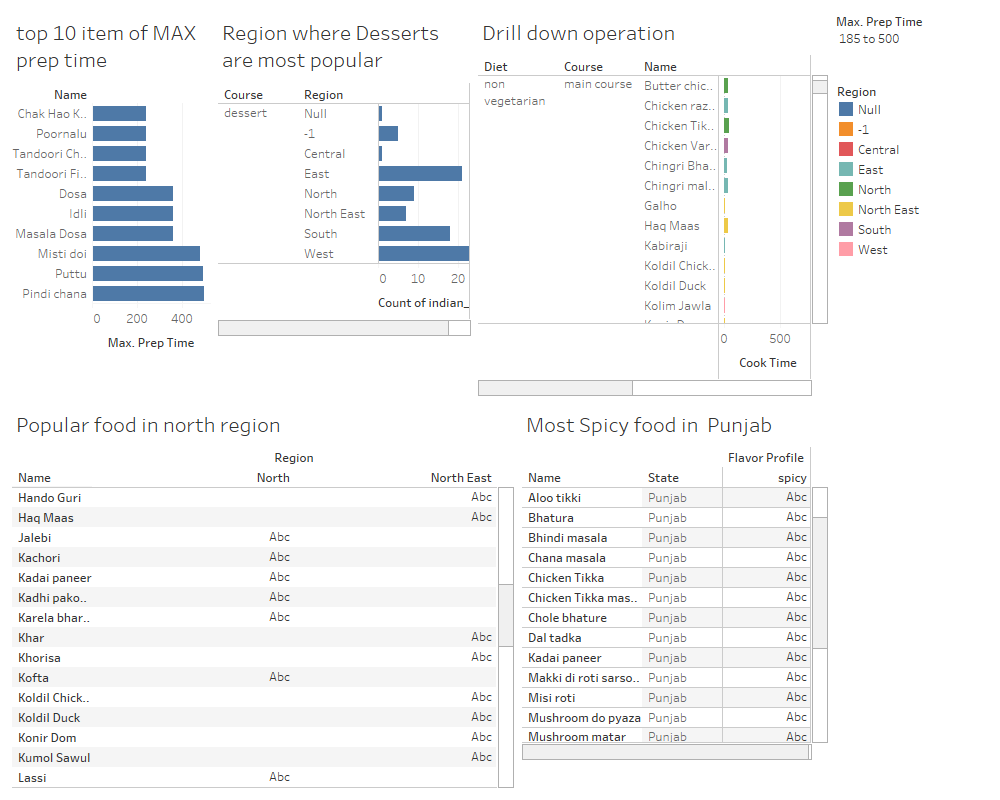 top 10 item of MAX
prep time
Name
Chak Hao K..
Poornalu
Tandoori Ch..
Tandoori Fi..
Dosa
Idli
Masala Dosa
Misti doi
Puttu
Pindi chana
0 200 400
Max. Prep Time
Region where Desserts
are most popular
Course Region
dessert Null
-1
Central
East
North
North East
South
West
0 10 20
Count of indian_
Drill down operation
Diet Course Name
non main course Butter chic..
vegetarian
Chicken raz..
Chicken Tik..
Chicken Var..
Chingri Bha..
Chingri mal..
Galho
Haq Maas
Kabiraji
Koldil Chick..
Koldil Duck
Kolim Jawla
0 500
Cook Time
Max. Prep Time
185 to 500
Region
Null
-1
Central
East
North
North East
South
West
Popular food in north region
Region
Name North North East
Hando Guri Abc
Haq Maas Abc
Jalebi Abc
Kachori Abc
Kadai paneer Abc
Kadhi pako.. Abc
Karela bhar.. Abc
Khar Abc
Khorisa Abc
Kofta Abc
Koldil Chick.. Abc
Koldil Duck Abc
Konir Dom Abc
Kumol Sawul Abc
Lassi Abc
Most Spicy food in Punjab
Flavor Profile
Name State spicy
Aloo tikki Punjab Abc
Bhatura Punjab Abc
Bhindi masala Punjab Abc
Chana masala Punjab Abc
Chicken Tikka Punjab Abc
Chicken Tikka mas.. Punjab Abc
Chole bhature Punjab Abc
Dal tadka Punjab Abc
Kadai paneer Punjab Abc
Makki di roti sarso.. Punjab Abc
Misi roti Punjab Abc
Mushroom do pyaza Punjab Abc
Mushroom matar Punjab Abc